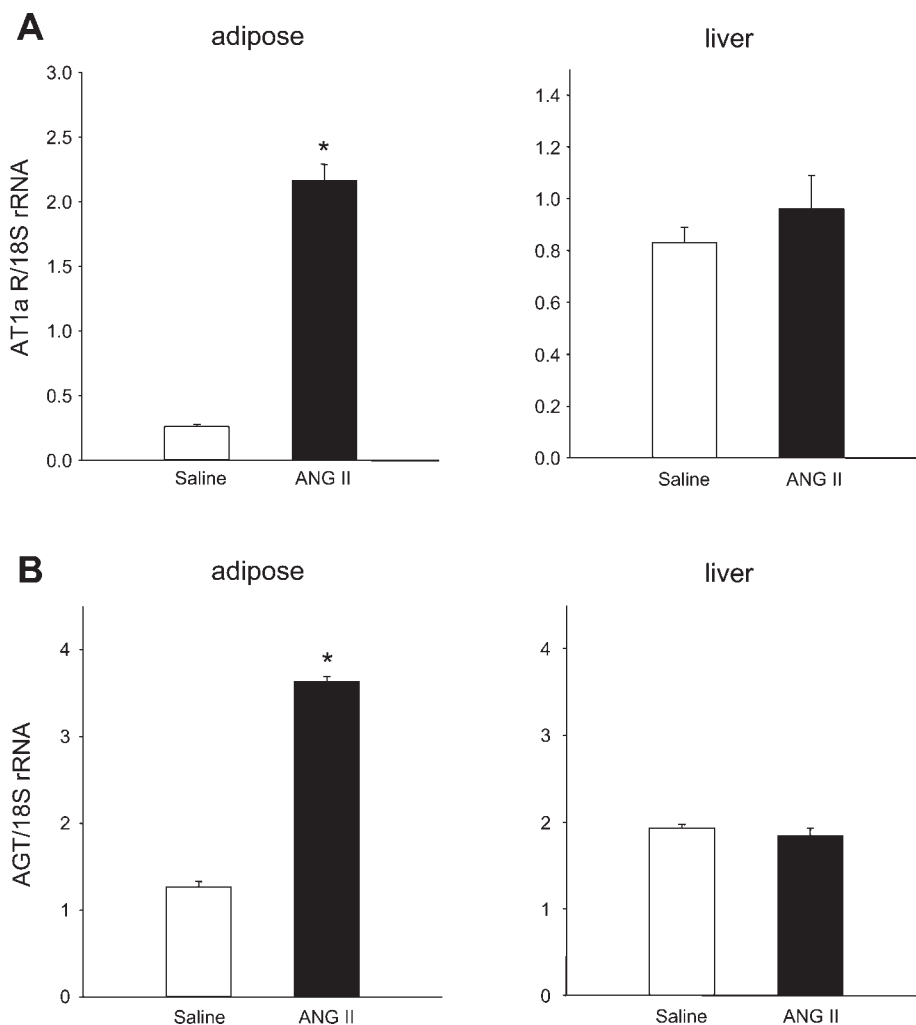 A
adipose
liver
AT1a R/18S rRNA
3.0
2.5
2.0
1.5
1.0
0.5
0.0
*
Saline
ANG II
1.4
1.2
1.0
0.8
0.6
0.4
0.2
0.0
Saline
ANG II
B
adipose
liver
AGT/18S rRNA
4
3
2
1
0
*
Saline
ANG II
4
3
2
1
0
Saline
ANG II